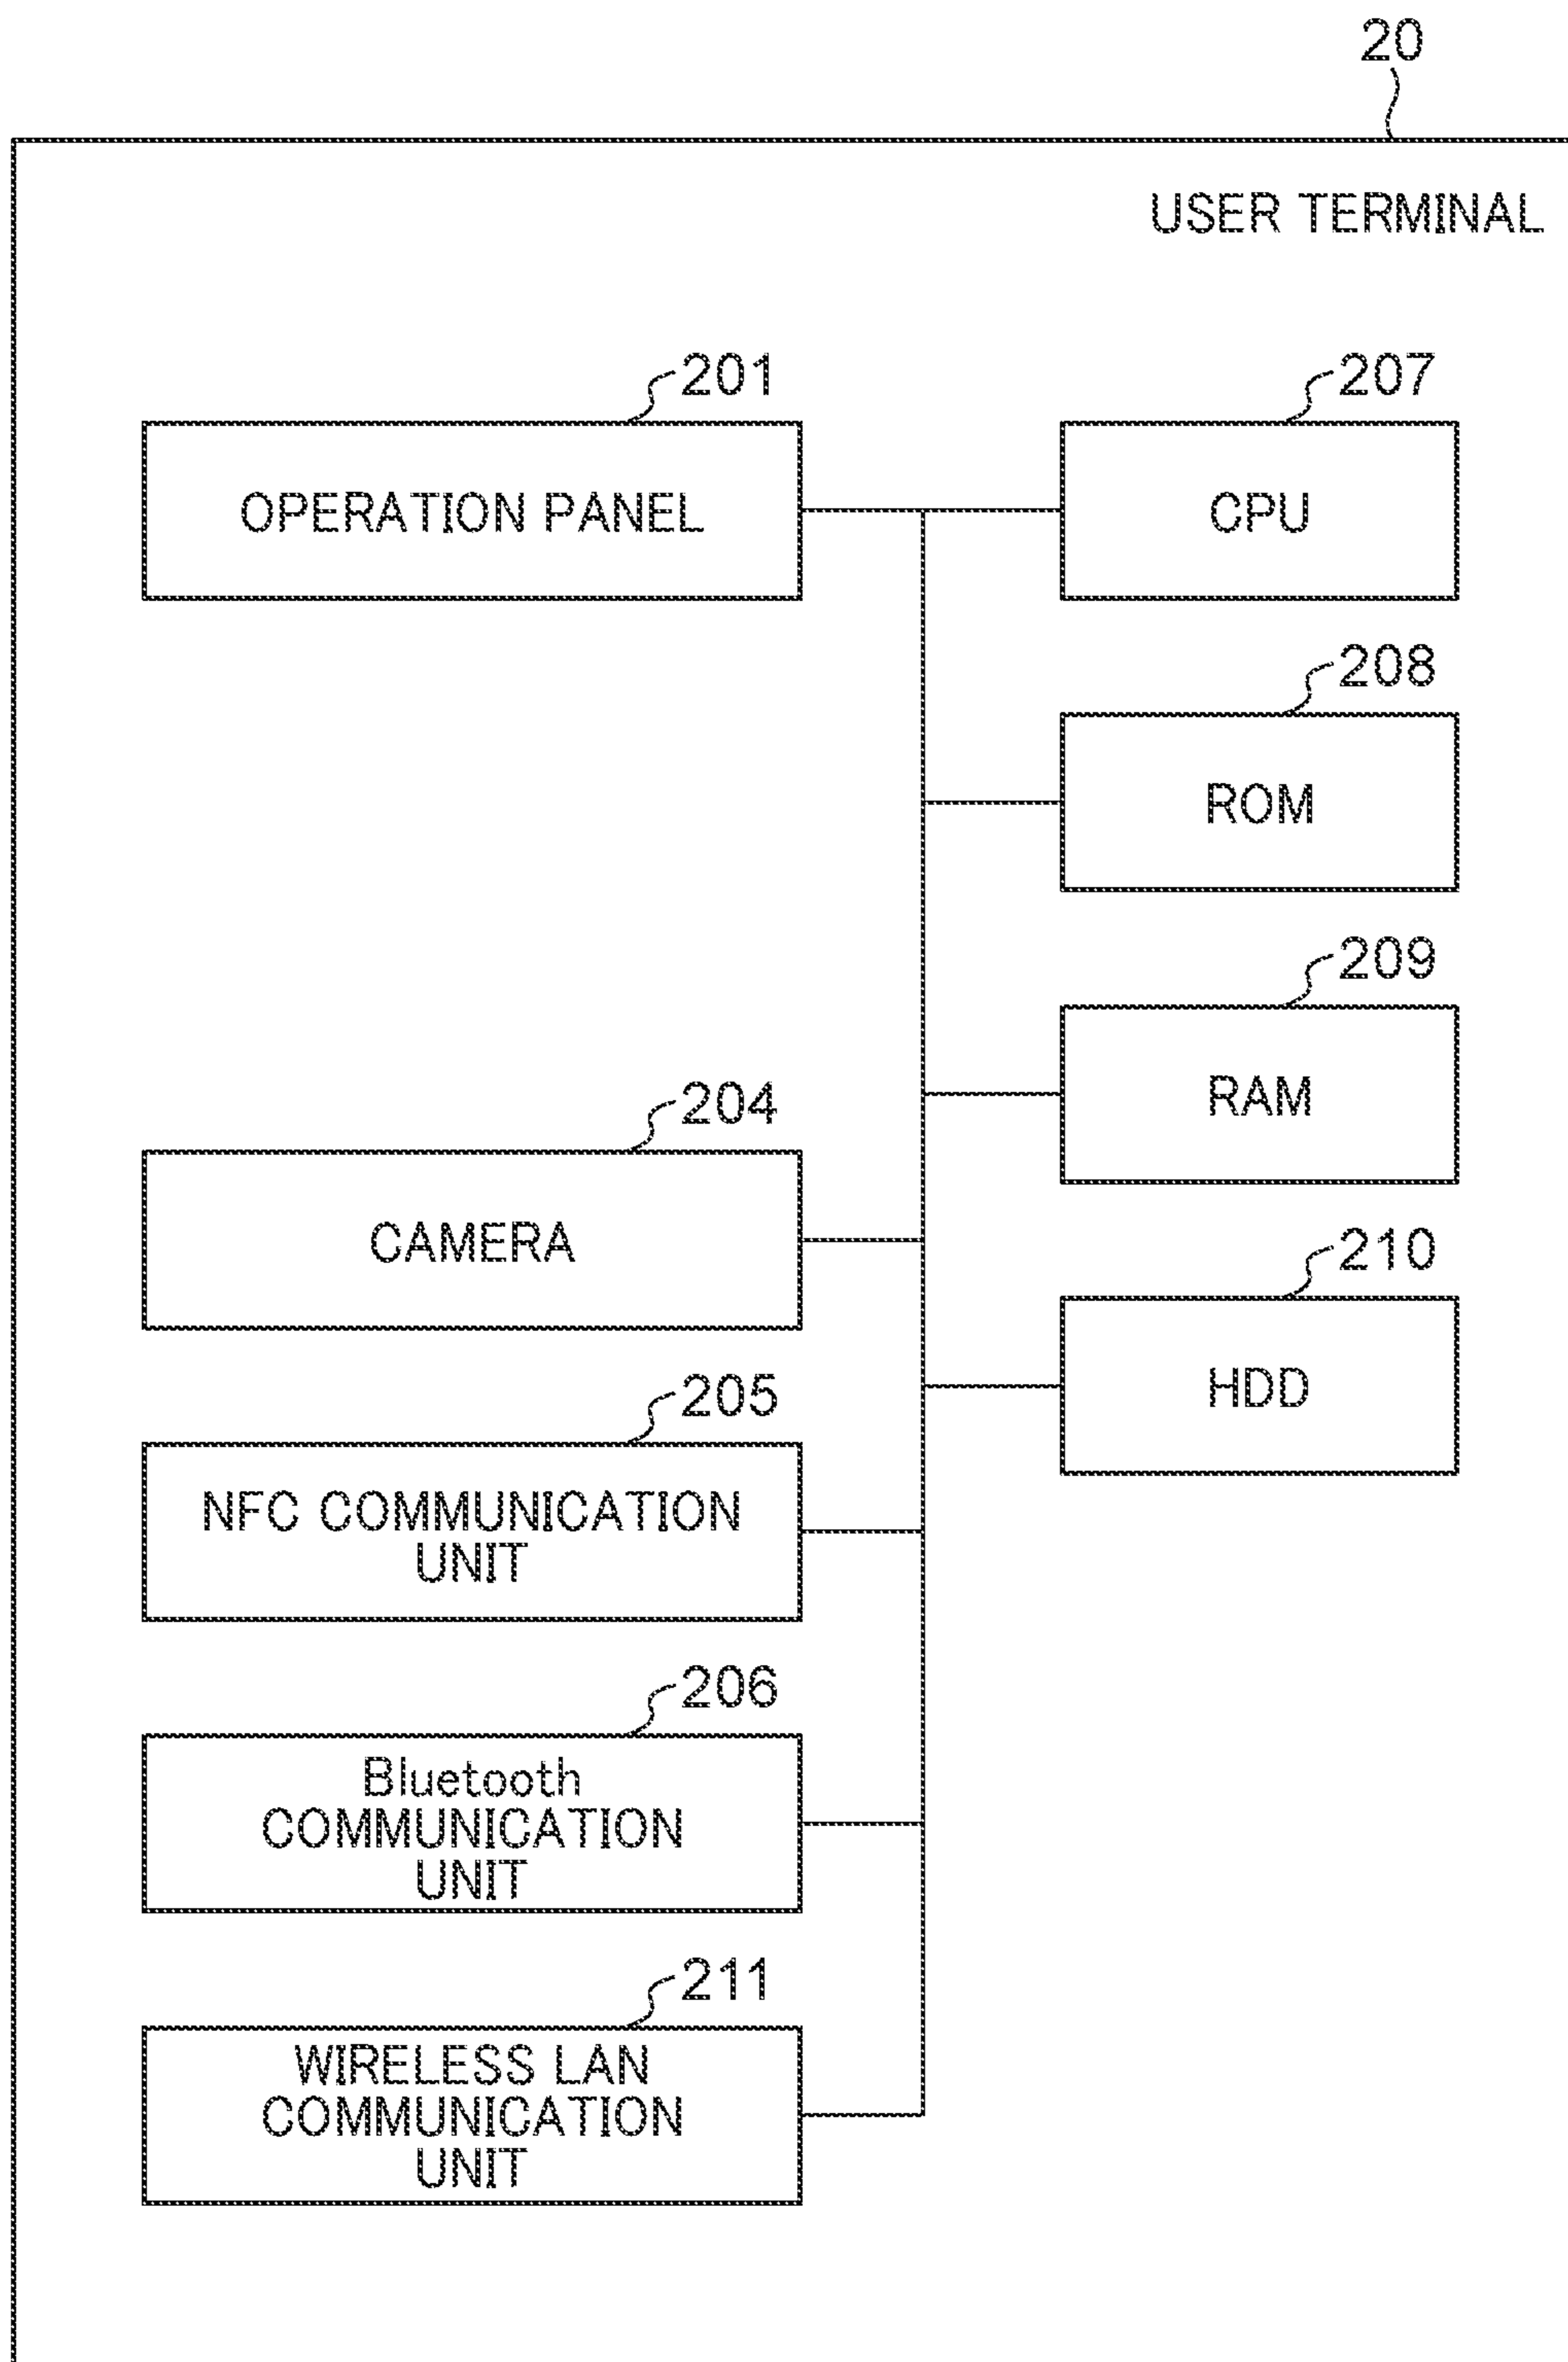 20
USER TERMINAL
201
OPERATION PANEL
207
CPU
208
ROM
209
RAM
204
CAMERA
210
HDD
205
NFC COMMUNICATION
UNIT
206
Bluetooth
COMMUNICATION
UNIT
211
WIRELESS LAN
COMMUNICATION
UNIT